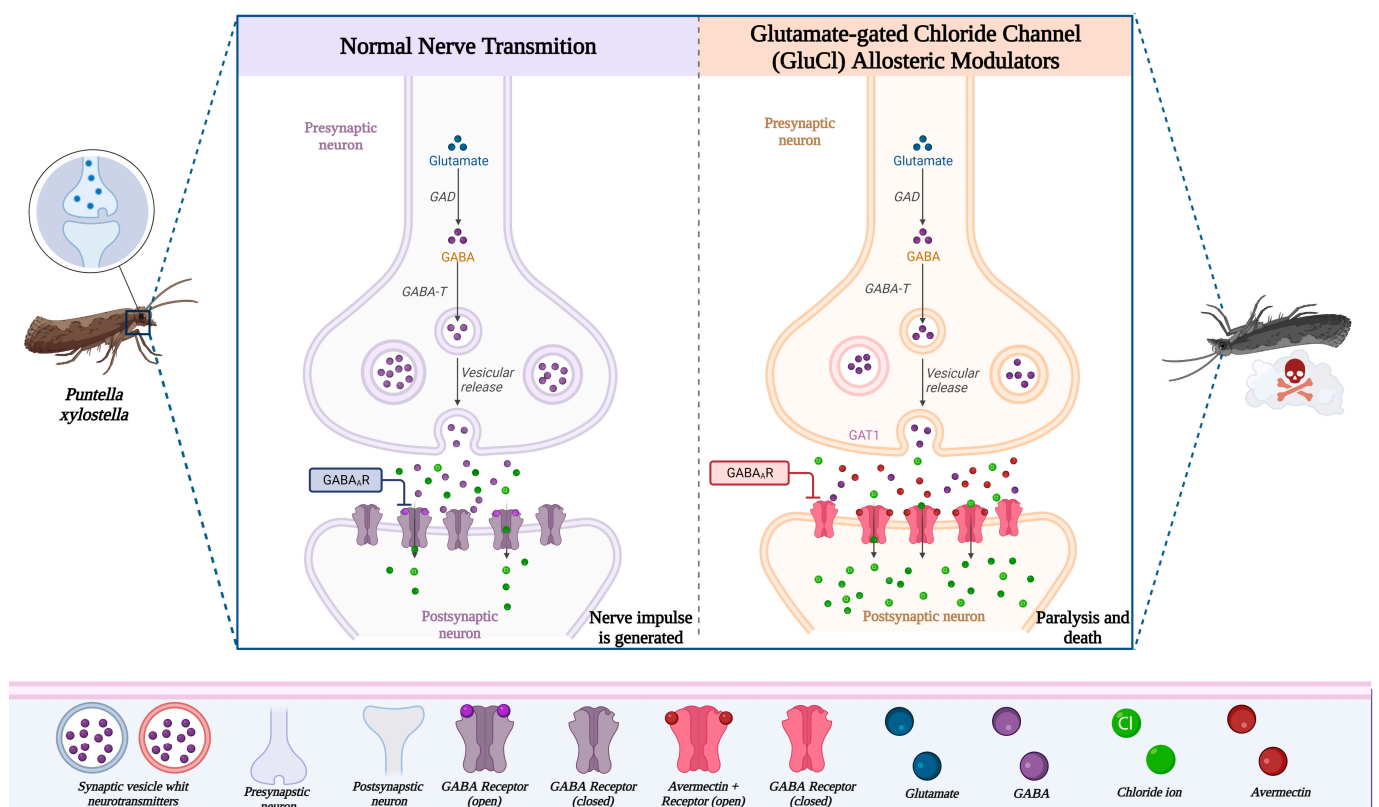 Normal Nerve Transmition
Glutamate-gated Chloride Channel
(GluCl) Allosteric Modulators
Presynaptic
neuron
Glutamate
GAD
GABA
GABA-T
Vesicular
release
GABAAR
Postsynaptic
neuron
Nerve impulse
is generated
Presynaptic
neuron
Glutamate
GAD
GABA
GABA-T
Vesicular
release
GAT1
GABAAR
Postsynaptic neuron
Paralysis and
death
Puntella
xylostella
Synaptic vesicle whit
neurotransmitters
Presynapstic
neuron
Postsynapstic
neuron
GABA Receptor
(open)
GABA Receptor
(closed)
Avermectin +
Receptor (open)
GABA Receptor
(closed)
Glutamate
GABA
Cl
Chloride ion
Avermectin